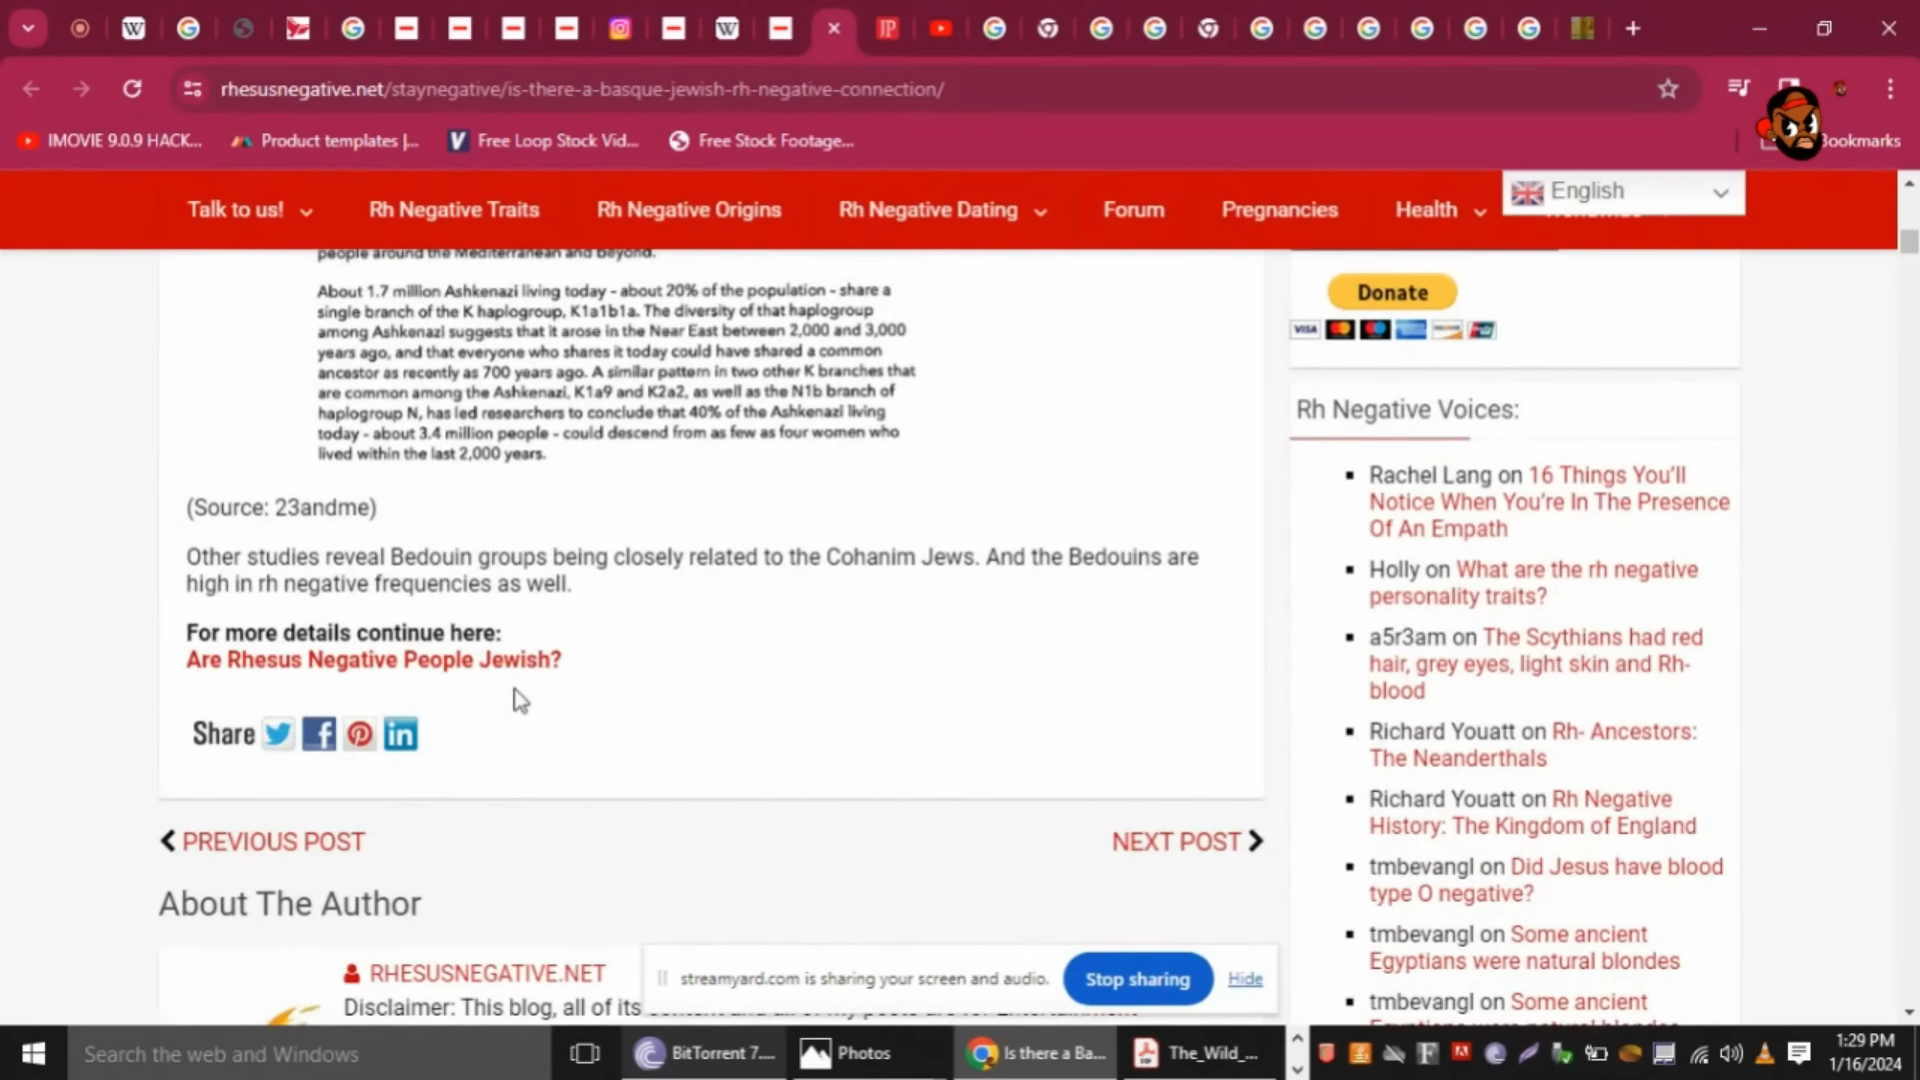 rhesusnegative.net/staynegative/is-there-a-basque-jewish-rh-negative-connection/
IMOVIE 9.0.9 HACK...
Product templates |...
Free Loop Stock Vid...
Free Stock Footage...
Bookmarks
Talk to us!
Rh Negative Traits
Rh Negative Origins
Rh Negative Dating
Forum
Pregnancies
Health
English
people around the Mediterranean and beyond.
About 1.7 million Ashkenazi living today - about 20% of the population - share a
single branch of the K haplogroup, K1a1b1a. The diversity of that haplogroup
among Ashkenazi suggests that it arose in the Near East between 2,000 and 3,000
years ago, and that everyone who shares it today could have shared a common
ancestor as recently as 700 years ago. A similar pattern in two other K branches that
are common among the Ashkenazi, K1a9 and K2a2, as well as the N1b branch of
haplogroup N, has led researchers to conclude that 40% of the Ashkenazi living
today - about 3.4 million people - could descend from as few as four women who
lived within the last 2,000 years.
(Source: 23andme)
Other studies reveal Bedouin groups being closely related to the Cohanim Jews. And the Bedouins are
high in rh negative frequencies as well.
For more details continue here:
Are Rhesus Negative People Jewish?
Share
PREVIOUS POST
NEXT POST
About The Author
RHESUSNEGATIVE.NET
Disclaimer: This blog, all of its
Donate
VISA
Rh Negative Voices:
Rachel Lang on 16 Things You'll
Notice When You're In The Presence
Of An Empath
Holly on What are the rh negative
personality traits?
a5r3am on The Scythians had red
hair, grey eyes, light skin and Rh-
blood
Richard Youatt on Rh- Ancestors:
The Neanderthals
Richard Youatt on Rh Negative
History: The Kingdom of England
tmbevangl on Did Jesus have blood
type O negative?
tmbevangl on Some ancient
Egyptians were natural blondes
tmbevangl on Some ancient
streamyard.com is sharing your screen and audio.
Stop sharing
Hide
Search the web and Windows
BitTorrent 7....
Photos
Is there a Ba...
The_Wild_...
1:29 PM
1/16/2024